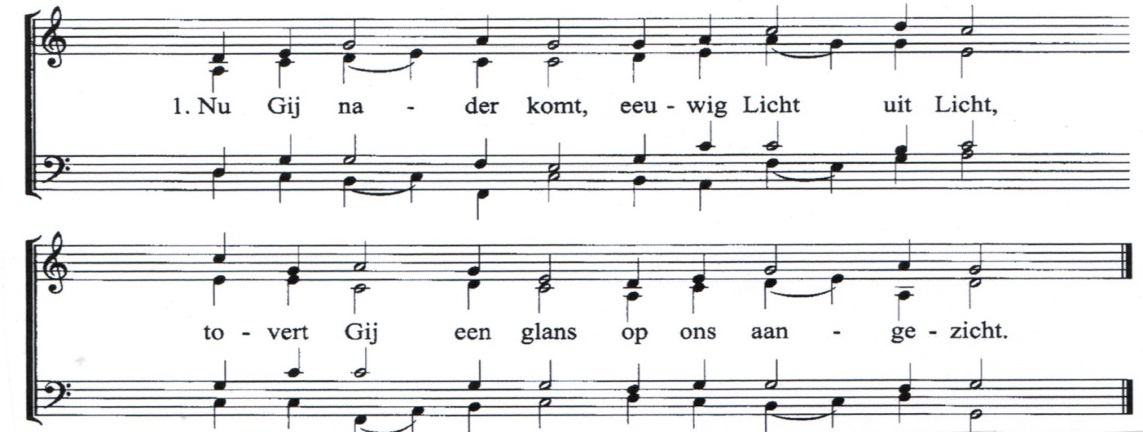 1. Nu Gij na - der komt, eeu - wig Licht uit Licht,
to - vert Gij een glans op ons aan - ge - zicht.